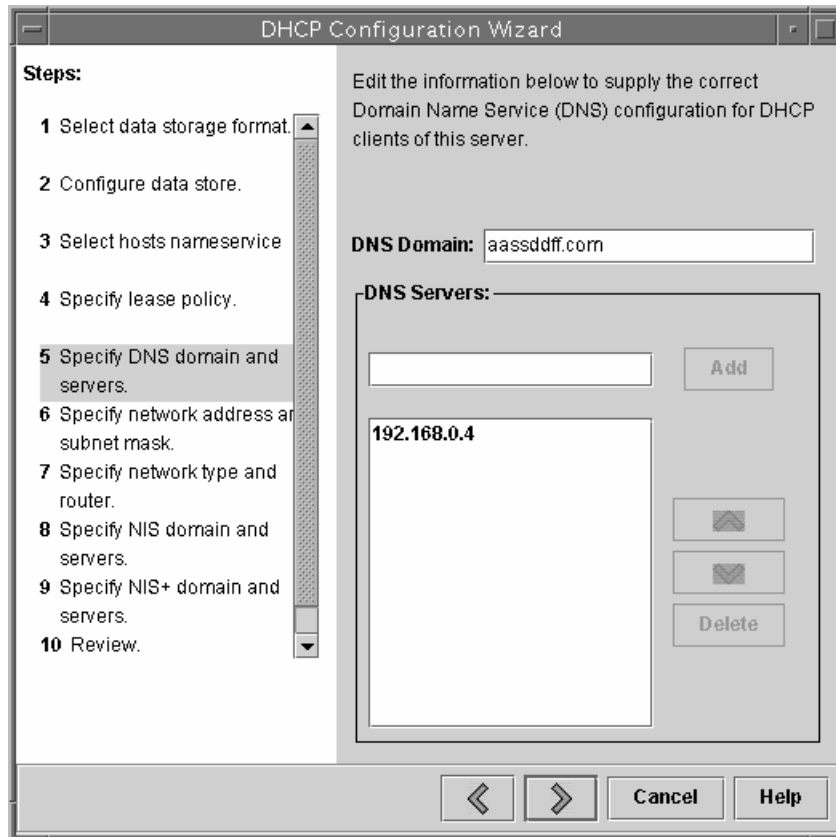 DHCP Configuration Wizard
Steps:
1 Select data storage format.
2 Configure data store.
3 Select hosts nameservice
4 Specify lease policy.
5 Specify DNS domain and
servers.
6 Specify network address ar
subnet mask.
7 Specify network type and
router.
8 Specify NIS domain and
servers.
9 Specify NIS+ domain and
servers.
10 Review.
Edit the information below to supply the correct
Domain Name Service (DNS) configuration for DHCP
clients of this server.
DNS Domain: aassddff.com
DNS Servers:
Add
192.168.0.4
Delete
Cancel
Help